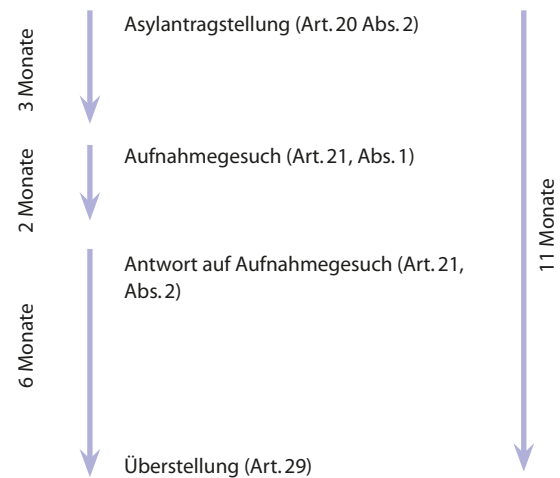 3 Monate
Asylantragstellung (Art. 20 Abs. 2)
2 Monate
Aufnahmegesuch (Art. 21, Abs. 1)
6 Monate
Antwort auf Aufnahmegesuch (Art. 21,
Abs. 2)
Überstellung (Art. 29)
11 Monate